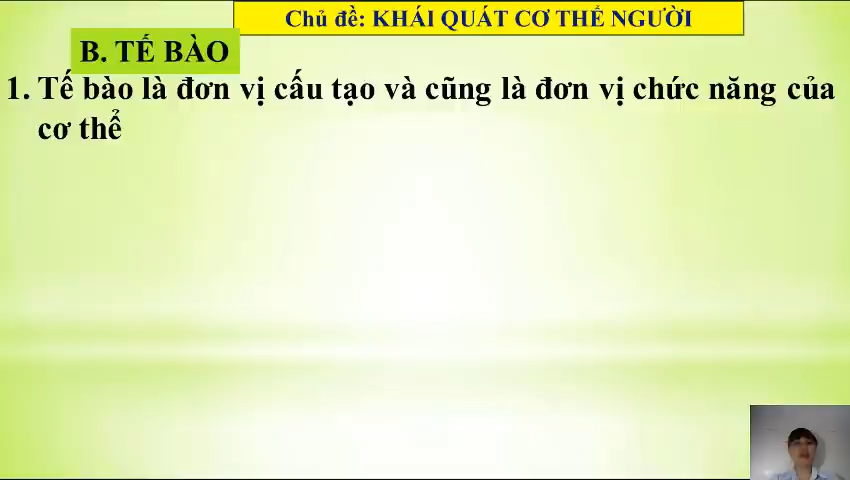 Chủ đề: KHÁI QUÁT CƠ THỂ NGƯỜI
B. TẾ BÀO
1. Tế bào là đơn vị cấu tạo và cũng là đơn vị chức năng của
cơ thể